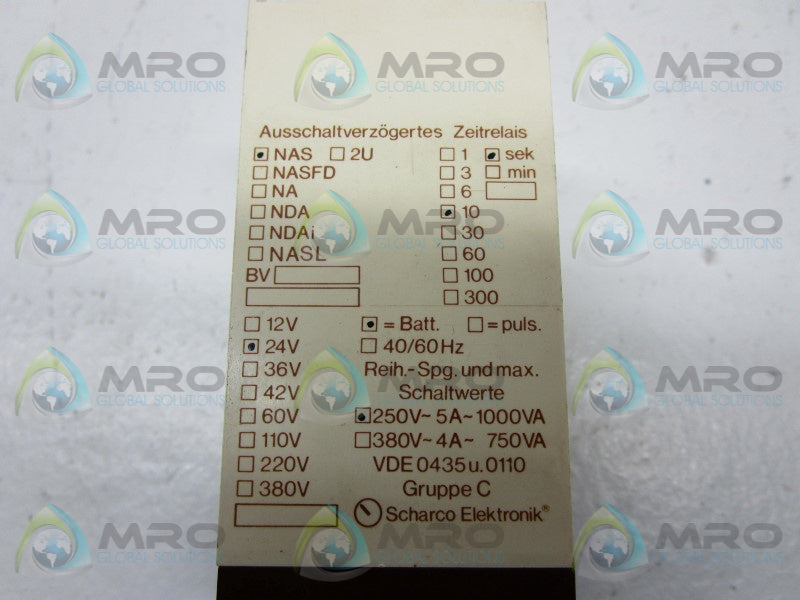 Ausschaltverzögertes Zeitrelais
NAS 2U 1 sek
NASFD 3 min
NA 6
NDA 10
30
NASL 60
BV 100
300
12V = Batt. = puls.
24V 40/60Hz
36V Reih.-Spg. und max.
42V Schaltwerte
60V 250V~5A~1000VA
110V 380V~4A~750VA
220V VDE 0435 u. 0110
380V Gruppe C
Scharco Elektronik®
MRO
GLOBAL SOLUTIONS